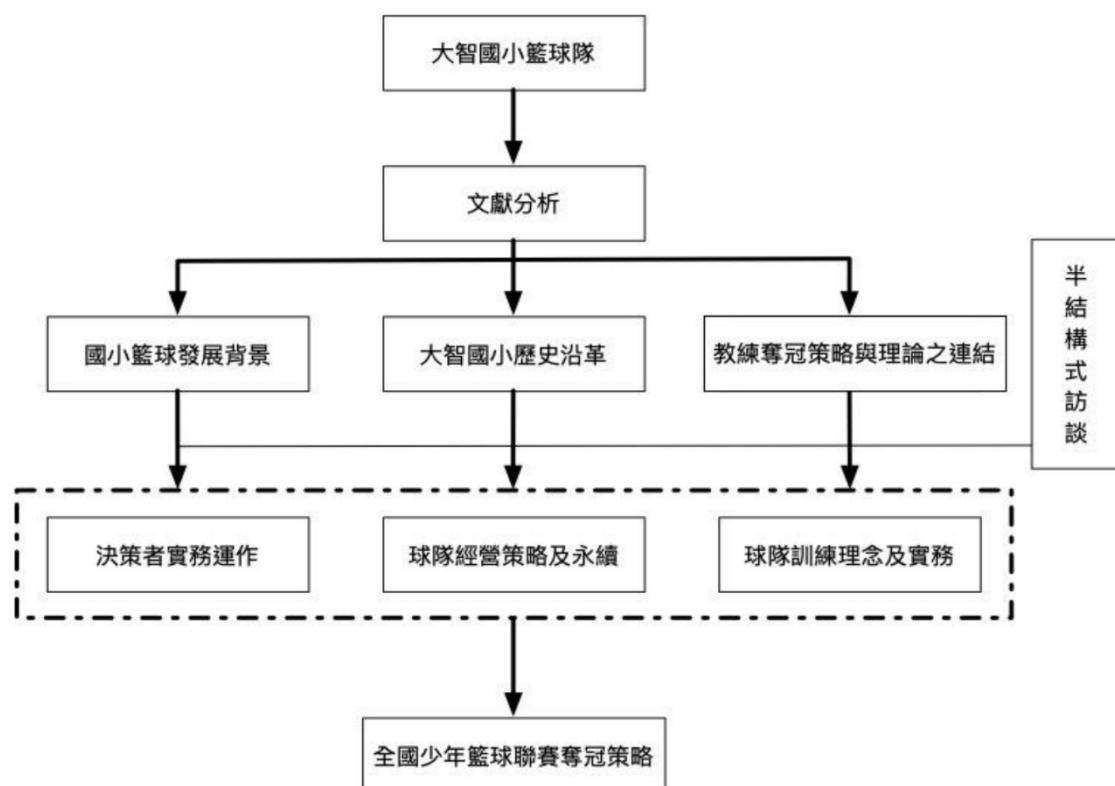 大智國小籃球隊
文獻分析
國小籃球發展背景
大智國小歷史沿革
教練奪冠策略與理論之連結
半結構式訪談
決策者實務運作
球隊經營策略及永續
球隊訓練理念及實務
全國少年籃球聯賽奪冠策略